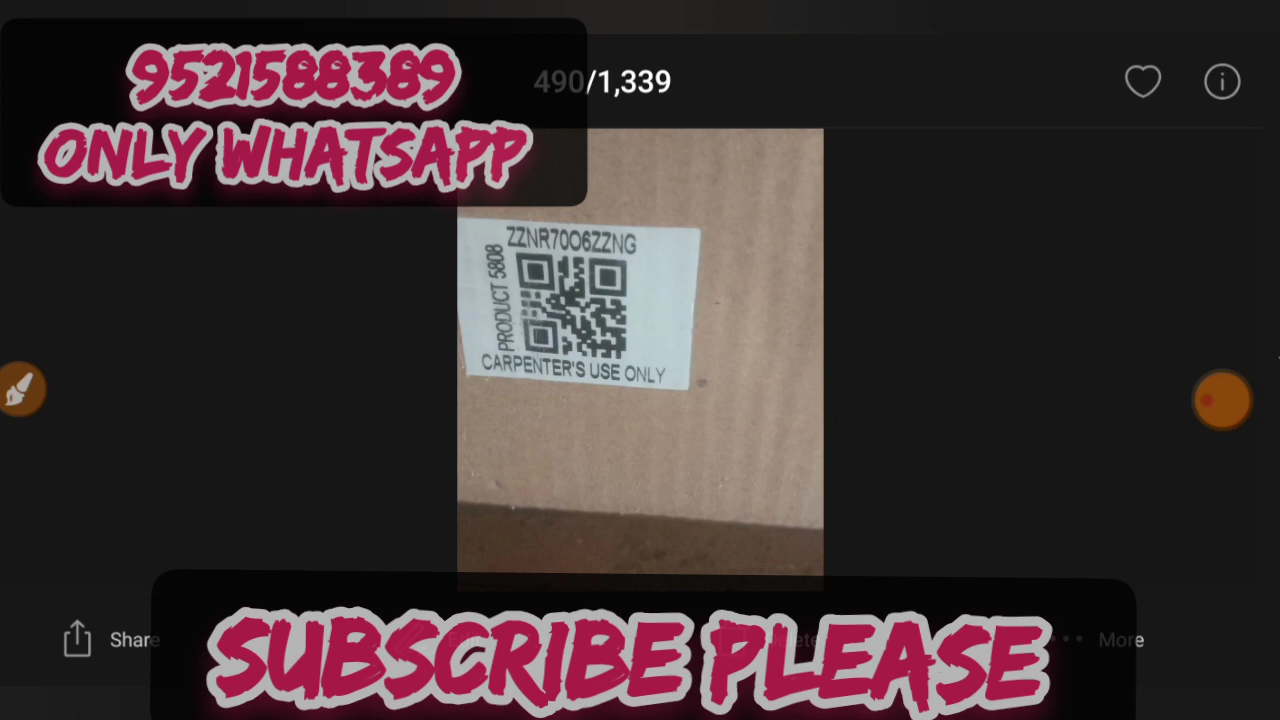 9521588389
ONLY WHATSAPP
490/1,339
ZZNR7006ZZNG
PRODUCT 5808
CARPENTER'S USE ONLY
Share
More
SUBSCRIBE PLEASE